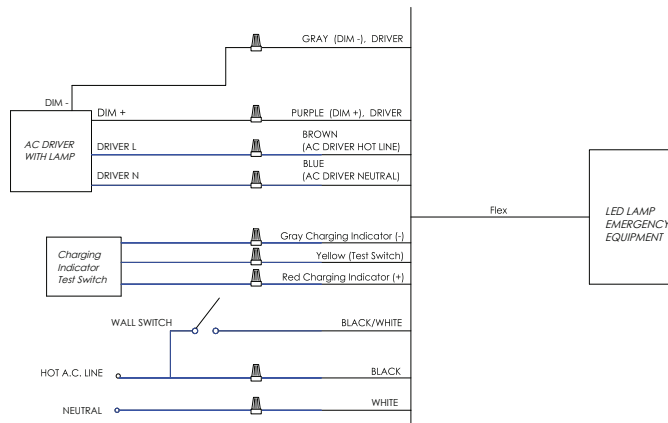 GRAY (DIM -), DRIVER
DIM -
DIM +
PURPLE (DIM +), DRIVER
AC DRIVER
WITH LAMP
DRIVER L
BROWN
(AC DRIVER HOT LINE)
DRIVER N
BLUE
(AC DRIVER NEUTRAL)
Flex
LED LAMP
EMERGENCY
EQUIPMENT
Charging
Indicator
Test Switch
Gray Charging Indicator (-)
Yellow (Test Switch)
Red Charging Indicator (+)
WALL SWITCH
BLACK/WHITE
HOT A.C. LINE
BLACK
NEUTRAL
WHITE